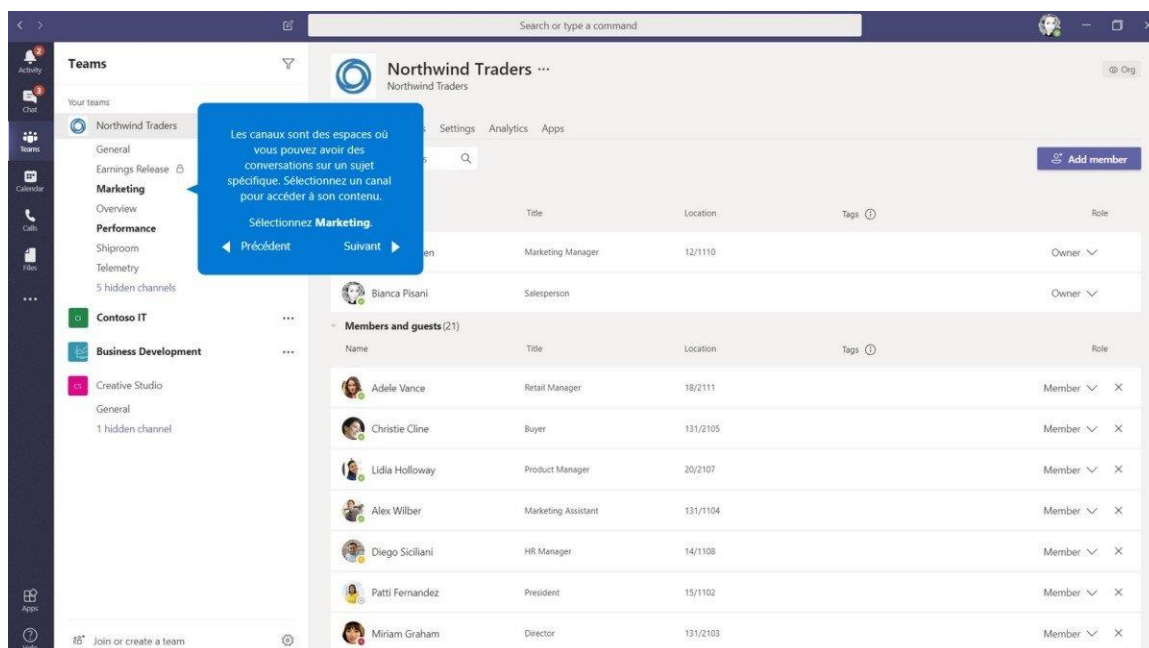 Search or type a command
Activity
2
Chat
3
Teams
Calendar
Calls
Files
Apps
Help
Teams
Your teams
Northwind Traders
General
Earnings Release
Marketing
Overview
Performance
Shiproom
Telemetry
5 hidden channels
Contoso IT
Business Development
CS Creative Studio
General
1 hidden channel
Join or create a team
Les canaux sont des espaces où
vous pouvez avoir des
conversations sur un sujet
spécifique. Sélectionnez un canal
pour accéder à son contenu.
Sélectionnez Marketing.
Précédent Suivant
Northwind Traders ...
Northwind Traders
Org
Settings Analytics Apps
Add member
Title Location Tags Role
Marketing Manager 12/1110 Owner
Bianca Pisani Salesperson Owner
Members and guests (21)
Name Title Location Tags Role
Adele Vance Retail Manager 18/2111 Member
Christie Cline Buyer 131/2105 Member
Lidia Holloway Product Manager 20/2107 Member
Alex Wilber Marketing Assistant 131/1104 Member
Diego Siciliani HR Manager 14/1108 Member
Patti Fernandez President 15/1102 Member
Miriam Graham Director 131/2103 Member